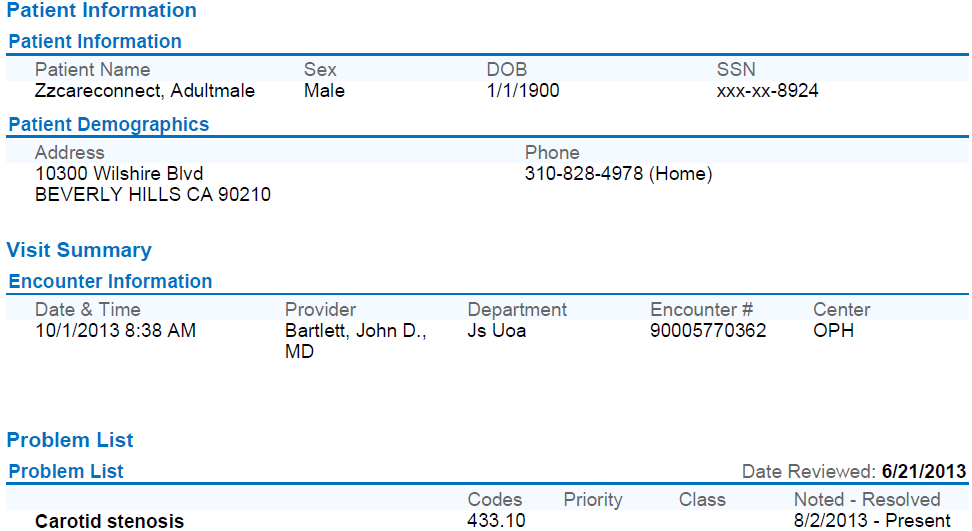 Patient Information
Patient Information
Patient Name Sex DOB SSN
Zzcareconnect, Adultmale Male 1/1/1900 xxx-xx-8924
Patient Demographics
Address Phone
10300 Wilshire Blvd 310-828-4978 (Home)
BEVERLY HILLS CA 90210
Visit Summary
Encounter Information
Date & Time Provider Department Encounter # Center
10/1/2013 8:38 AM Bartlett, John D., Js Uoa 90005770362 OPH
MD
Problem List
Problem List Date Reviewed: 6/21/2013
Codes Priority Class Noted - Resolved
Carotid stenosis 433.10 8/2/2013 - Present